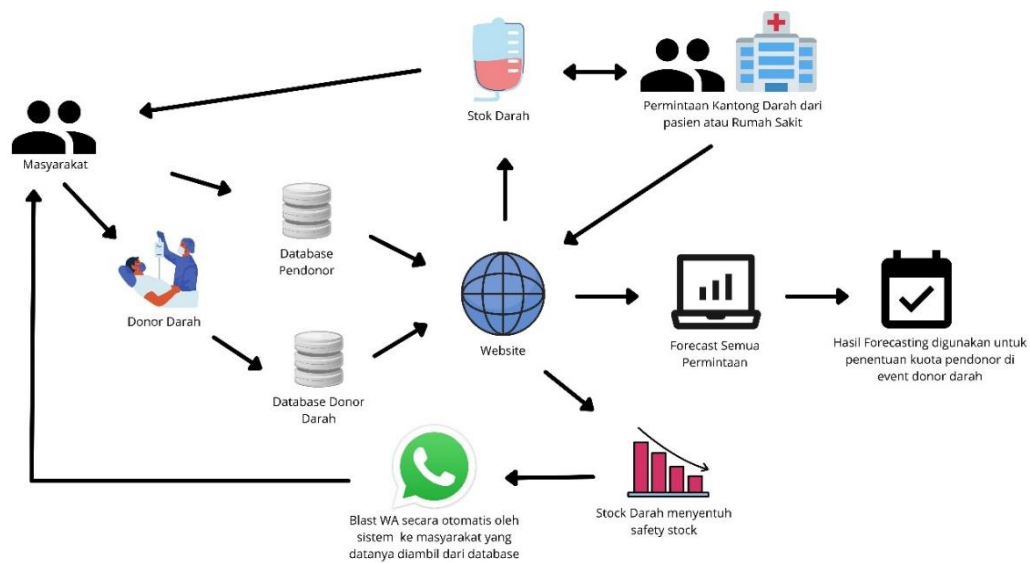 Stok Darah
Permintaan Kantong Darah dari
pasien atau Rumah Sakit
Masyarakat
Database
Pendonor
Donor Darah
Website
Forecast Semua
Permintaan
Hasil Forecasting digunakan untuk
penentuan kuota pendonor di
event donor darah
Database Donor
Darah
Stock Darah menyentuh
safety stock
Blast WA secara otomatis oleh
sistem ke masyarakat yang
datanya diambil dari database